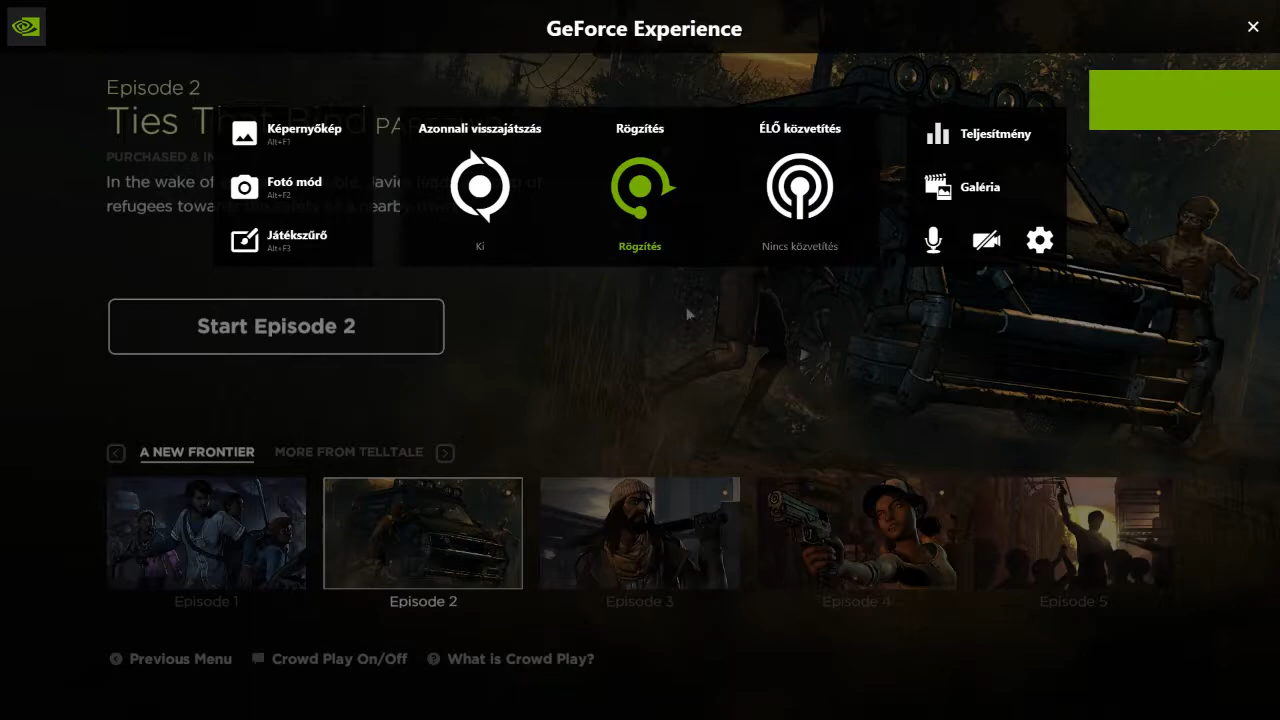 GeForce Experience
Episode 2
Ties That Bind
PURCHASED & IN
In the wake of
refugees towa
Képernyőkép
Alt+F1
Fotó mód
Alt+F2
Játékszűrő
Alt+F3
Azonnali visszajátszás
Ki
Rögzítés
Rögzítés
ÉLŐ közvetítés
Nincs közvetítés
Teljesítmény
Galéria
Start Episode 2
A NEW FRONTIER
MORE FROM TELLTALE
Episode 1
Episode 2
Episode 3
Episode 4
Episode 5
Previous Menu
Crowd Play On/Off
What is Crowd Play?